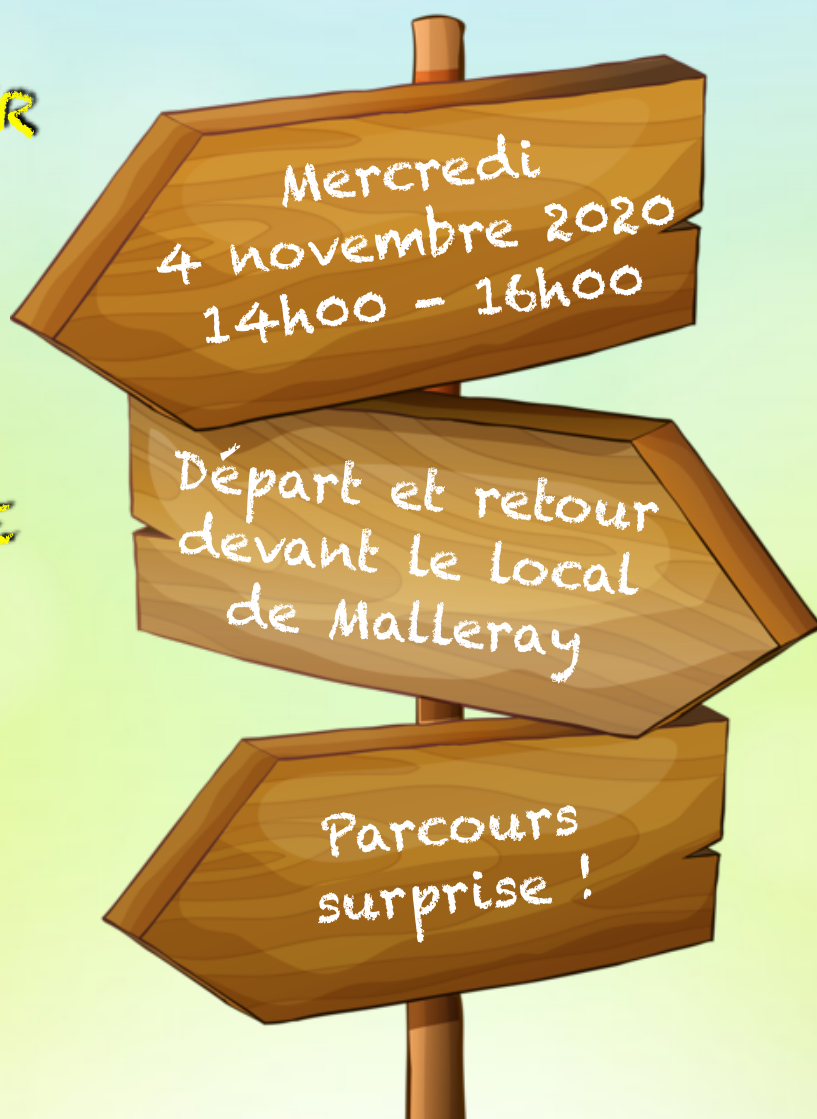 R
Mercredi
4 novembre 2020
14h00 - 16h00
Départ et retour
devant le local
de Malleray
E
Parcours
surprise !